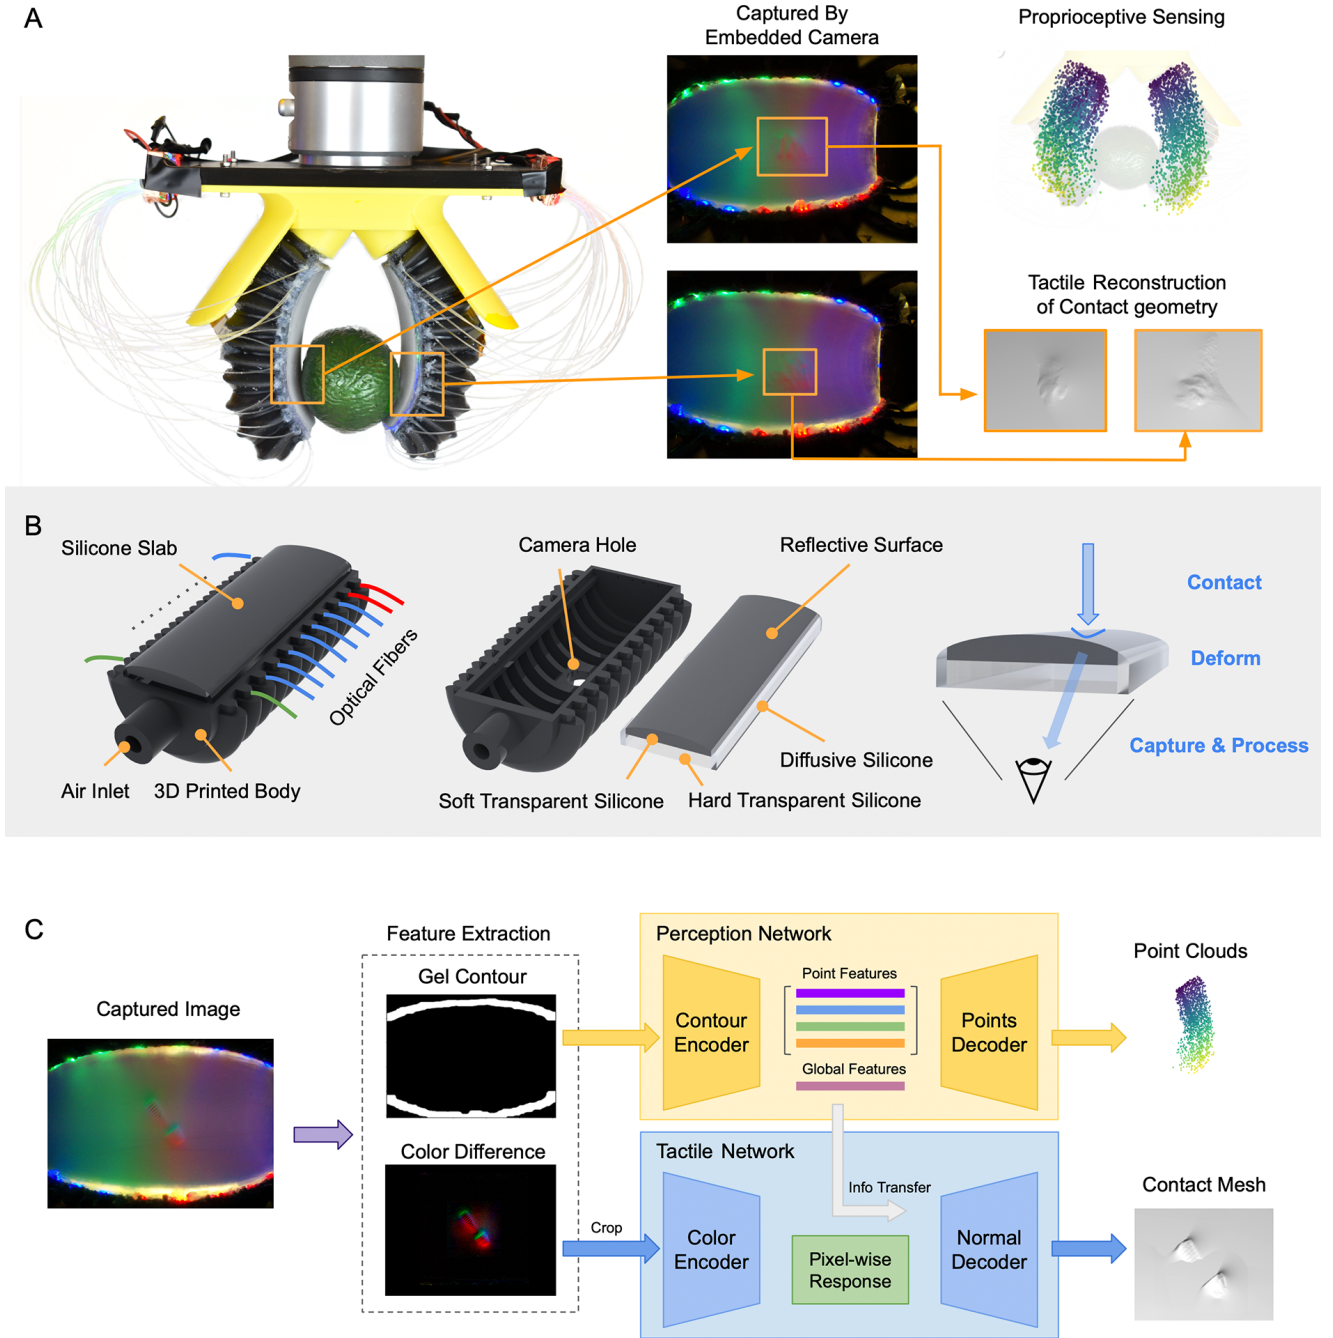 A
Captured By
Embedded Camera
Proprioceptive Sensing
Tactile Reconstruction
of Contact geometry
B
Silicone Slab
Camera Hole
Reflective Surface
Contact
Deform
Optical Fibers
Capture & Process
Diffusive Silicone
Air Inlet
3D Printed Body
Soft Transparent Silicone
Hard Transparent Silicone
C
Feature Extraction
Perception Network
Point Clouds
Gel Contour
Point Features
Captured Image
Contour
Encoder
Points
Decoder
Global Features
Color Difference
Tactile Network
Info Transfer
Contact Mesh
Crop
Color
Encoder
Pixel-wise
Response
Normal
Decoder